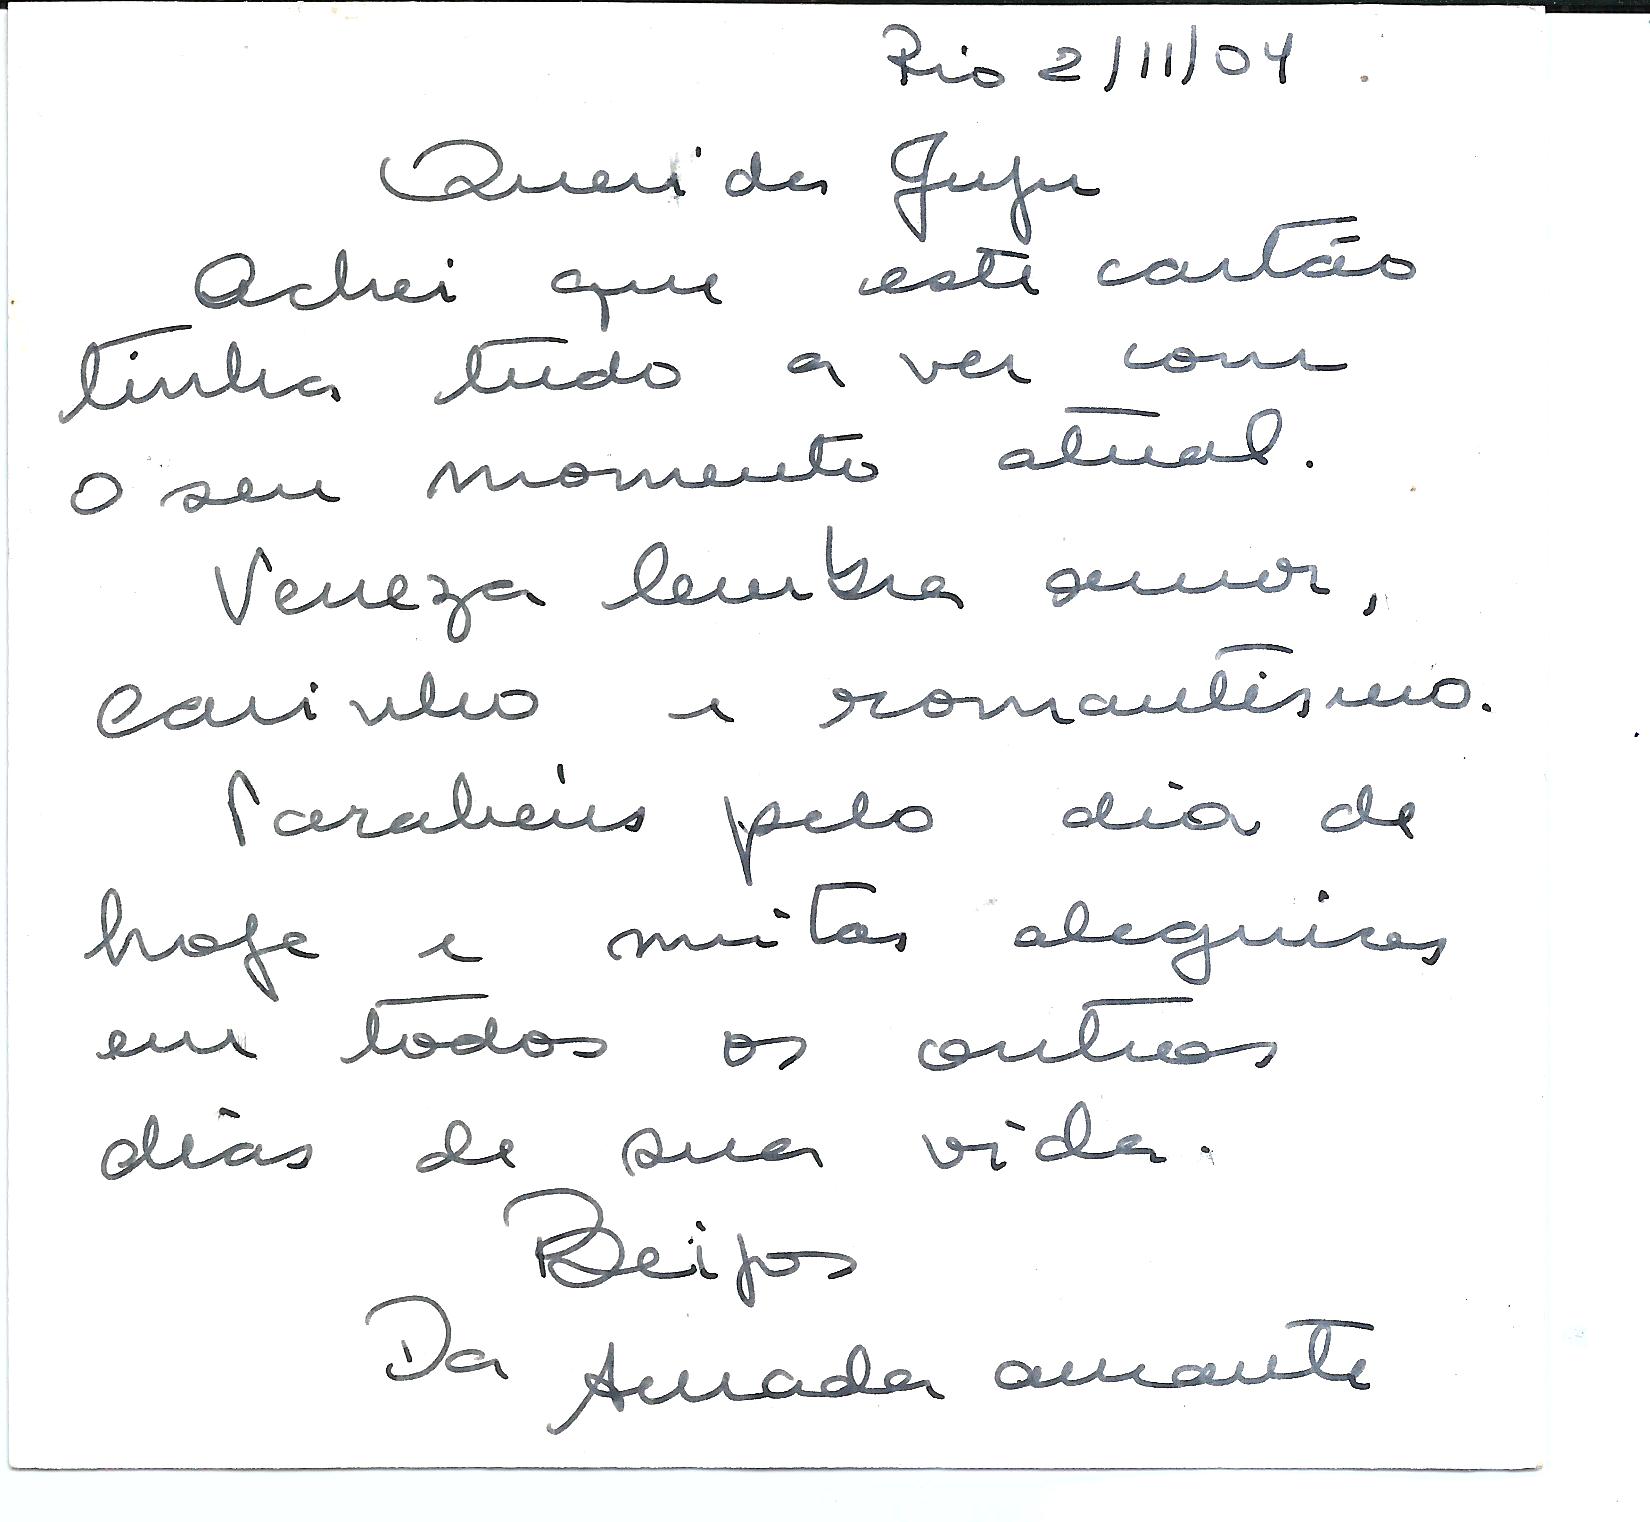 Rio 2/11/04
Querida Juju
Achei que este cartão
tinha tudo a ver com
o seu momento atual.
Veneza lembra amor,
carinho e romantismo.
Parabéns pelo dia de
hoje e muitas alegrias
em todos os outros
dias de sua vida.
Beijos
Da Amada amante